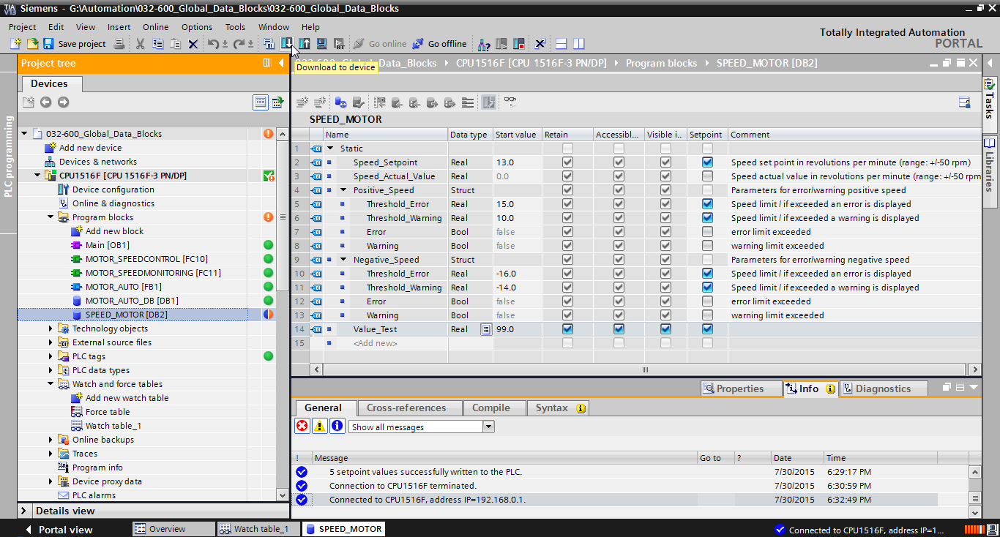 TIA V13 Siemens - G:\Automation\032-600_Global_Data_Blocks\032-600_Global_Data_Blocks
Project Edit View Insert Online Options Tools Window Help
Totally Integrated Automation
PORTAL
Save project Go online Go offline
Download to device
Project tree
Data_Blocks CPU1516F [CPU 1516F-3 PN/DP] Program blocks SPEED_MOTOR [DB2]
Devices
PLC programming
032-600_Global_Data_Blocks
Add new device
Devices & networks
CPU1516F [CPU 1516F-3 PN/DP]
Device configuration
Online & diagnostics
Program blocks
Add new block
Main [OB1]
MOTOR_SPEEDCONTROL [FC10]
MOTOR_SPEEDMONITORING [FC11]
MOTOR_AUTO [FB1]
MOTOR_AUTO_DB [DB1]
SPEED_MOTOR [DB2]
Technology objects
External source files
PLC tags
PLC data types
Watch and force tables
Add new watch table
Force table
Watch table_1
Online backups
Traces
Program info
Device proxy data
PLC alarms
Details view
SPEED_MOTOR
Name Data type Start value Retain Accessibl... Visible i.. Setpoint Comment
1 Static
2 Speed_Setpoint Real 13.0 Speed set point in revolutions per minute (range: +/-50 rpm)
3 Speed_Actual_Value Real 0.0 Speed actual value in revolutions per minute (range: +/-50 rpm
4 Positive_Speed Struct Parameters for error/warning positive speed
5 Threshold_Error Real 15.0 Speed limit / if exceeded an error is displayed
6 Threshold_Warning Real 10.0 Speed limit / if exceeded a warning is displayed
7 Error Bool false error limit exceeded
8 Warning Bool false warning limit exceeded
9 Negative_Speed Struct Parameters for error/warning negative speed
10 Threshold_Error Real -16.0 Speed limit / if exceeded an error is displayed
11 Threshold_Warning Real -14.0 Speed limit / if exceeded a warning is displayed
12 Error Bool false error limit exceeded
13 Warning Bool false warning limit exceeded
14 Value_Test Real 99.0
15 <Add new>
Tasks
Libraries
Properties Info Diagnostics
General Cross-references Compile Syntax
Show all messages
! Message Go to ? Date Time
5 setpoint values successfully written to the PLC. 7/30/2015 6:29:17 PM
Connection to CPU1516F terminated. 7/30/2015 6:30:59 PM
Connected to CPU1516F, address IP=192.168.0.1. 7/30/2015 6:32:49 PM
Portal view Overview Watch table_1 SPEED_MOTOR Connected to CPU1516F, address IP=1...